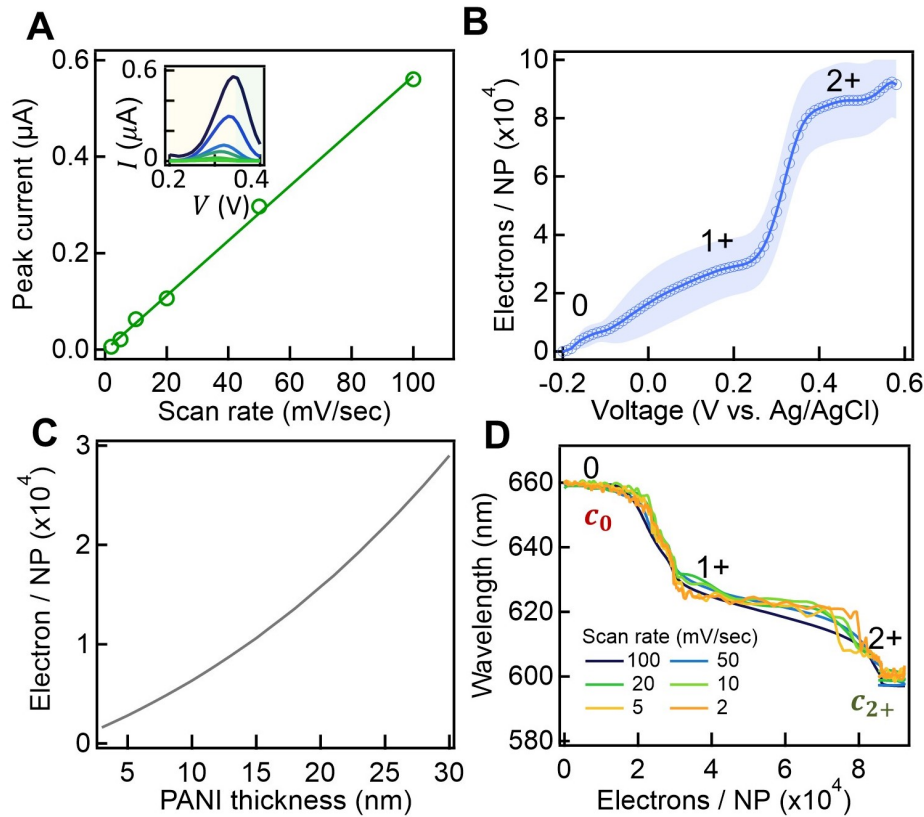 A
0.6
0.4
0.2
0.0
Peak current (µA)
0 20 40 60 80 100
Scan rate (mV/sec)
0.6
0
I (µA)
0.2 0.4
V (V)
B
10
8
6
4
2
0
Electrons / NP (x10⁴)
0
1+
2+
-0.2 0.0 0.2 0.4 0.6
Voltage (V vs. Ag/AgCl)
C
3
2
1
0
Electron / NP (x10⁴)
5 10 15 20 25 30
PANI thickness (nm)
D
660
640
620
600
580
Wavelength (nm)
0
c₀
1+
2+
c₂₊
Scan rate (mV/sec)
100 50
20 10
5 2
0 2 4 6 8
Electrons / NP (x10⁴)